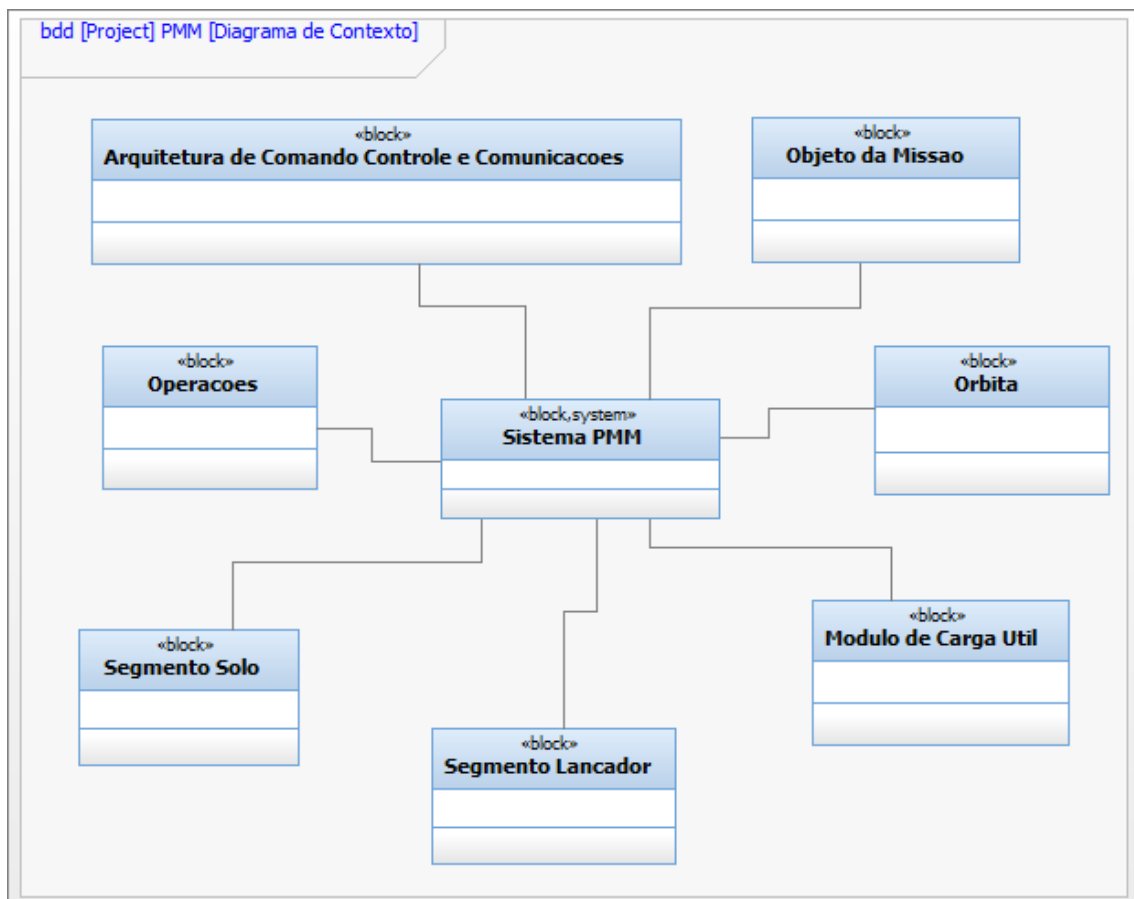 bdd [Project] PMM [Diagrama de Contexto]
«block»
Arquitetura de Comando Controle e Comunicacoes
«block»
Objeto da Missao
«block»
Operacoes
«block,system»
Sistema PMM
«block»
Orbita
«block»
Segmento Solo
«block»
Segmento Lancador
«block»
Modulo de Carga Util